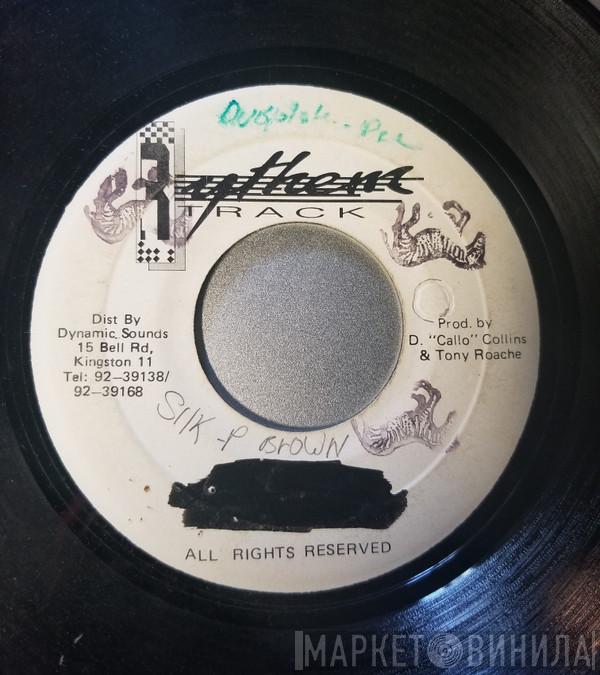 Rythem
TRACK
Dist By
Dynamic Sounds
15 Bell Rd,
Kingston 11
Tel: 92-39138/
92-39168
Prod. by
D. "Callo" Collins
& Tony Roache
SIlK-P BROWN
ALL RIGHTS RESERVED
МАРКЕТ ВИНИЛА